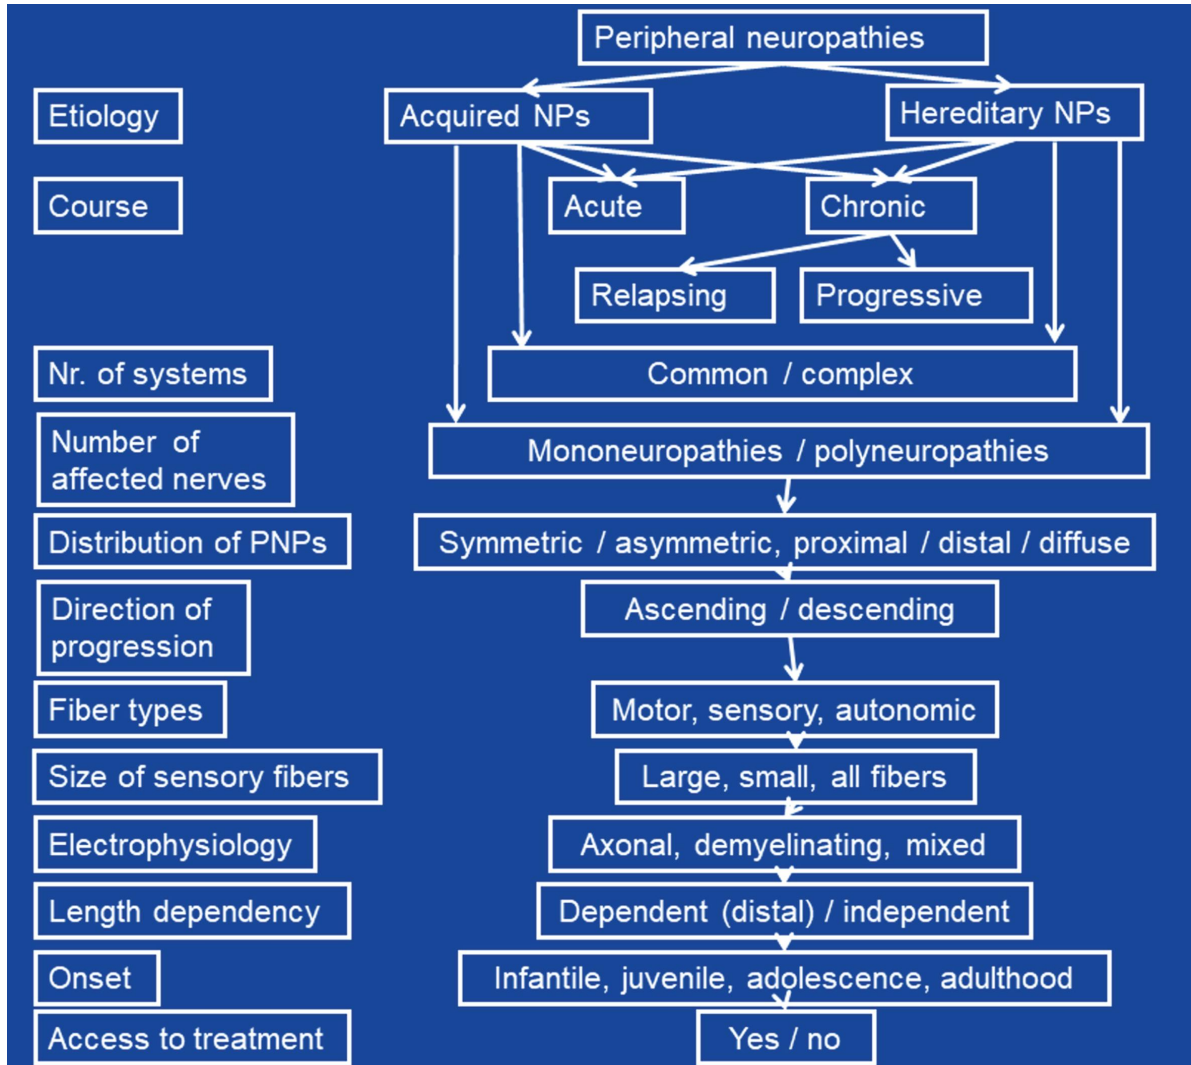 Peripheral neuropathies
Etiology
Acquired NPs
Hereditary NPs
Course
Acute
Chronic
Relapsing
Progressive
Nr. of systems
Common / complex
Number of
affected nerves
Mononeuropathies / polyneuropathies
Distribution of PNPs
Symmetric / asymmetric, proximal / distal / diffuse
Direction of
progression
Ascending / descending
Fiber types
Motor, sensory, autonomic
Size of sensory fibers
Large, small, all fibers
Electrophysiology
Axonal, demyelinating, mixed
Length dependency
Dependent (distal) / independent
Onset
Infantile, juvenile, adolescence, adulthood
Access to treatment
Yes / no